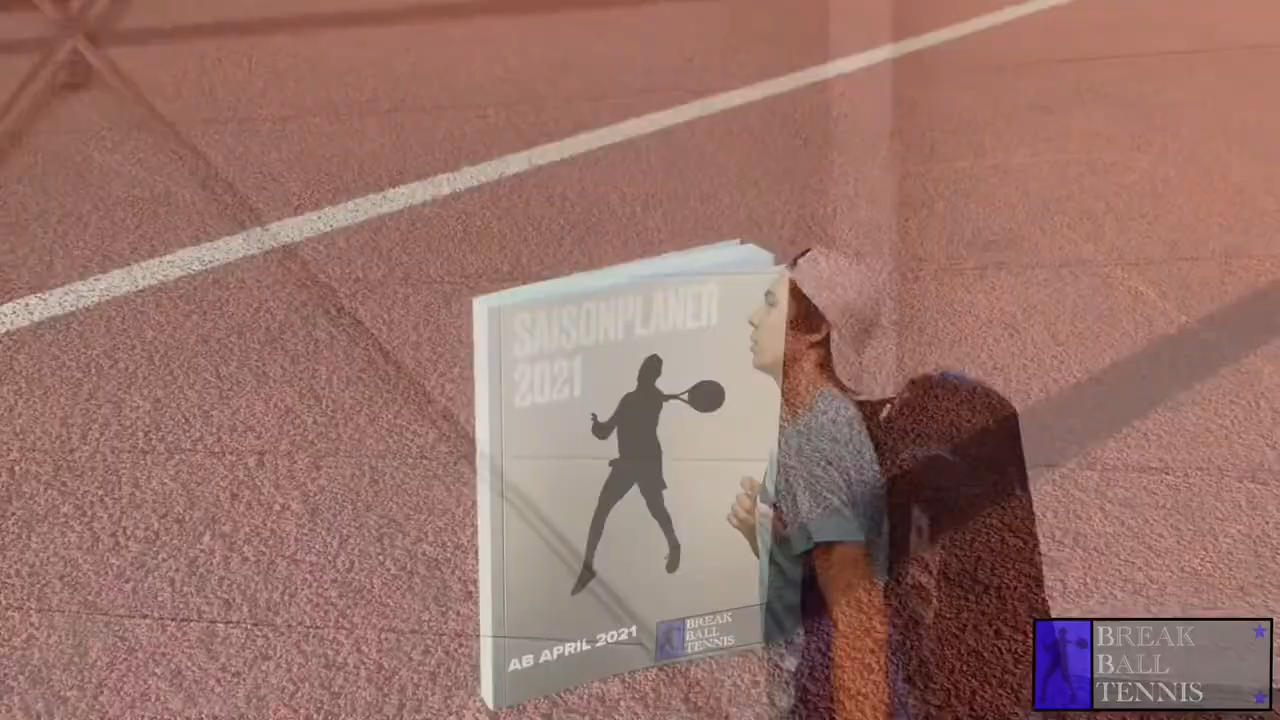 SAISONPLANER
2021
AB APRIL 2021
BREAK
BALL
TENNIS
BREAK
BALL
TENNIS